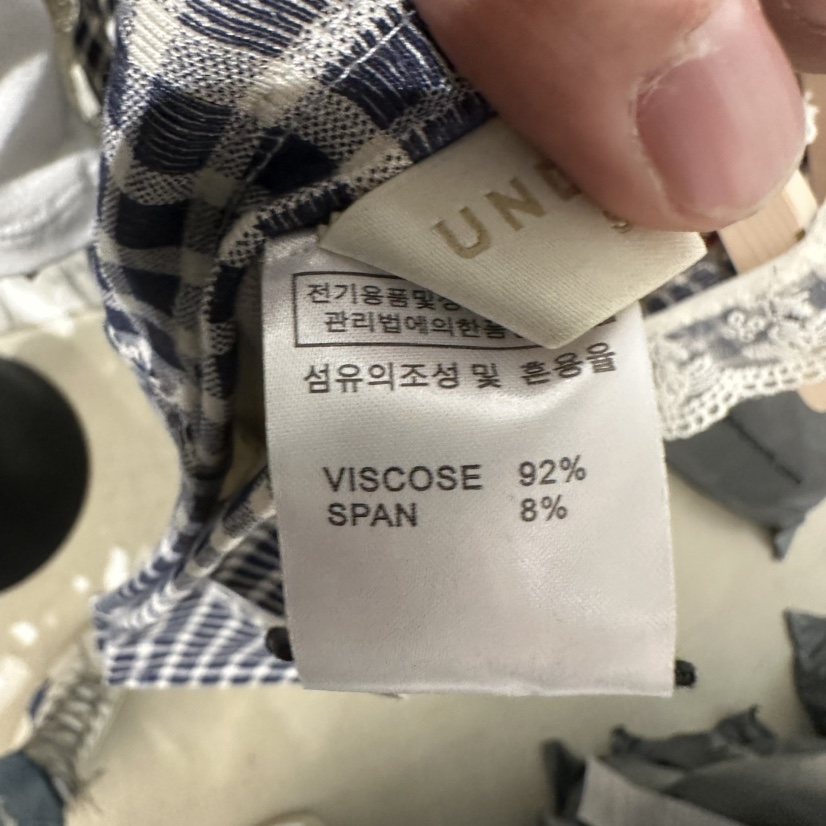 UN
전기용품및
관리법에의한품
섬유의조성 및 혼용율
VISCOSE 92%
SPAN 8%